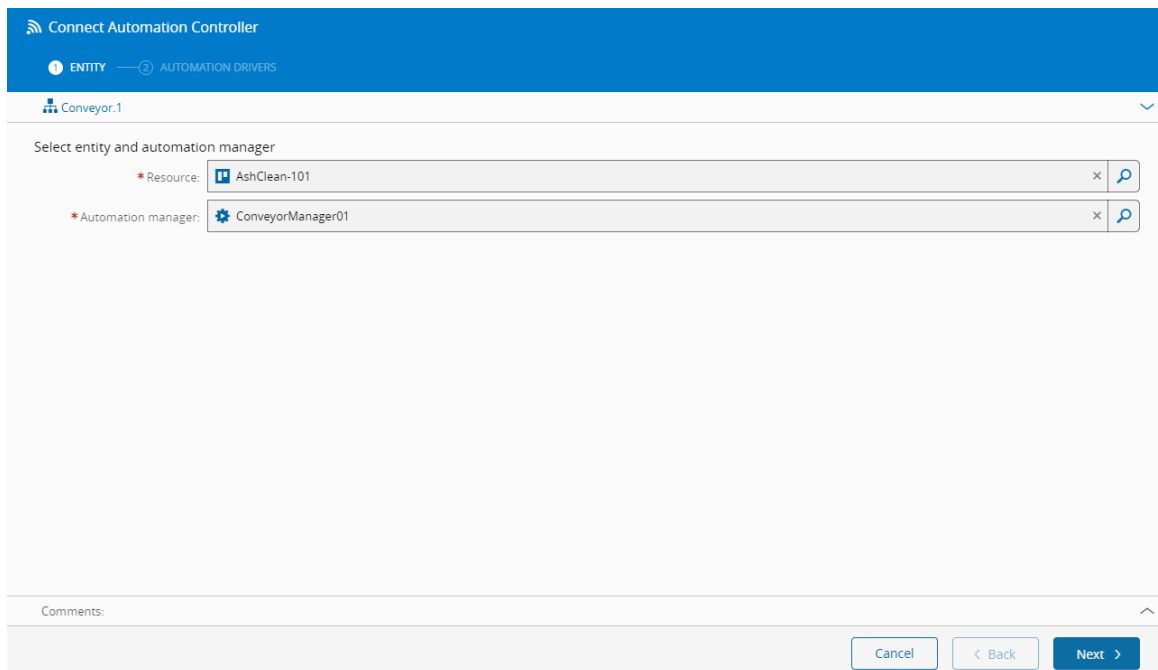 Connect Automation Controller
1 ENTITY 2 AUTOMATION DRIVERS
Conveyor.1
Select entity and automation manager
*Resource: AshClean-101
*Automation manager: ConveyorManager01
Comments:
Cancel < Back Next >